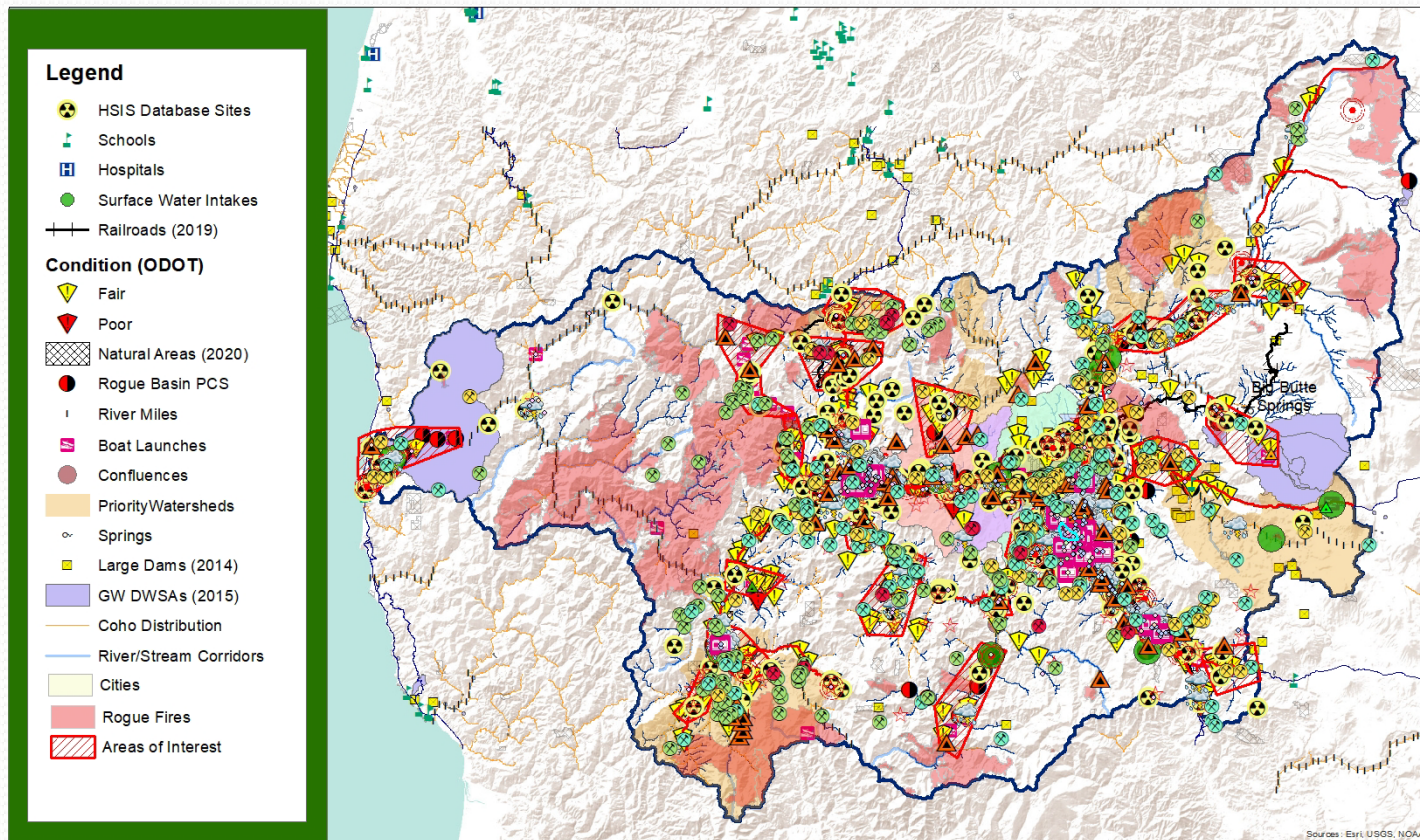 Legend
HSIS Database Sites
Schools
H
Hospitals
Surface Water Intakes
Railroads (2019)
Condition (ODOT)
Fair
Poor
Natural Areas (2020)
Rogue Basin PCS
River Miles
Boat Launches
Confluences
PriorityWatersheds
Springs
Large Dams (2014)
GW DWSAs (2015)
Coho Distribution
River/Stream Corridors
Cities
Rogue Fires
Areas of Interest
H
H
Big Butte
Springs
Sources: Esri, USGS, NOAA